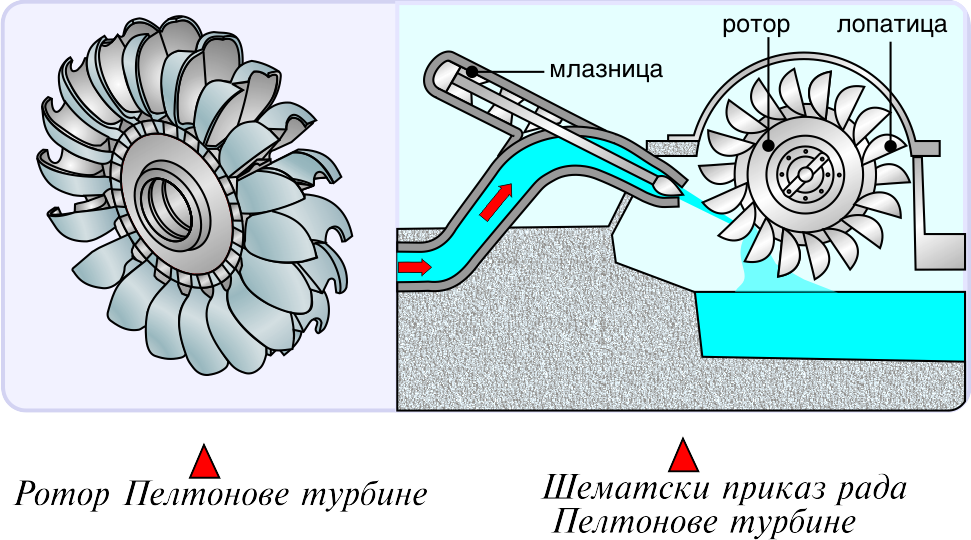 ротор
лопатица
млазница
Ротор Пелтонове турбине
Шематски приказ рада
Пелтонове турбине